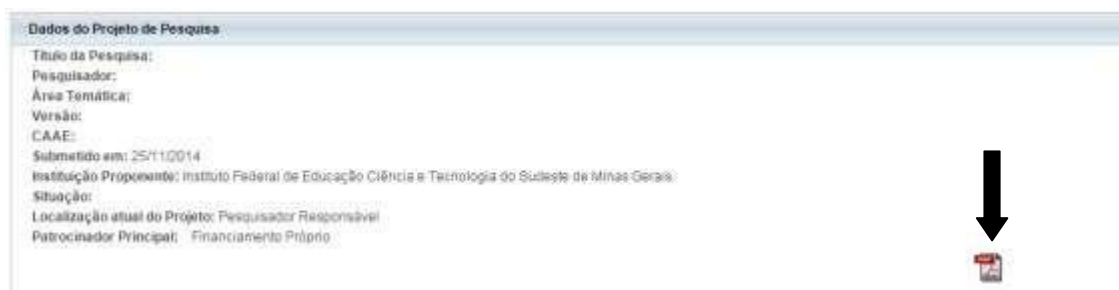 Dados do Projeto de Pesquisa
Título da Pesquisa:
Pesquisador:
Área Temática:
Versão:
CAAE:
Submetido em: 25/11/2014
Instituição Proponente: Instituto Federal de Educação Ciência e Tecnologia do Sudeste de Minas Gerais
Situação:
Localização atual do Projeto: Pesquisador Responsável
Patrocinador Principal: Financiamento Próprio